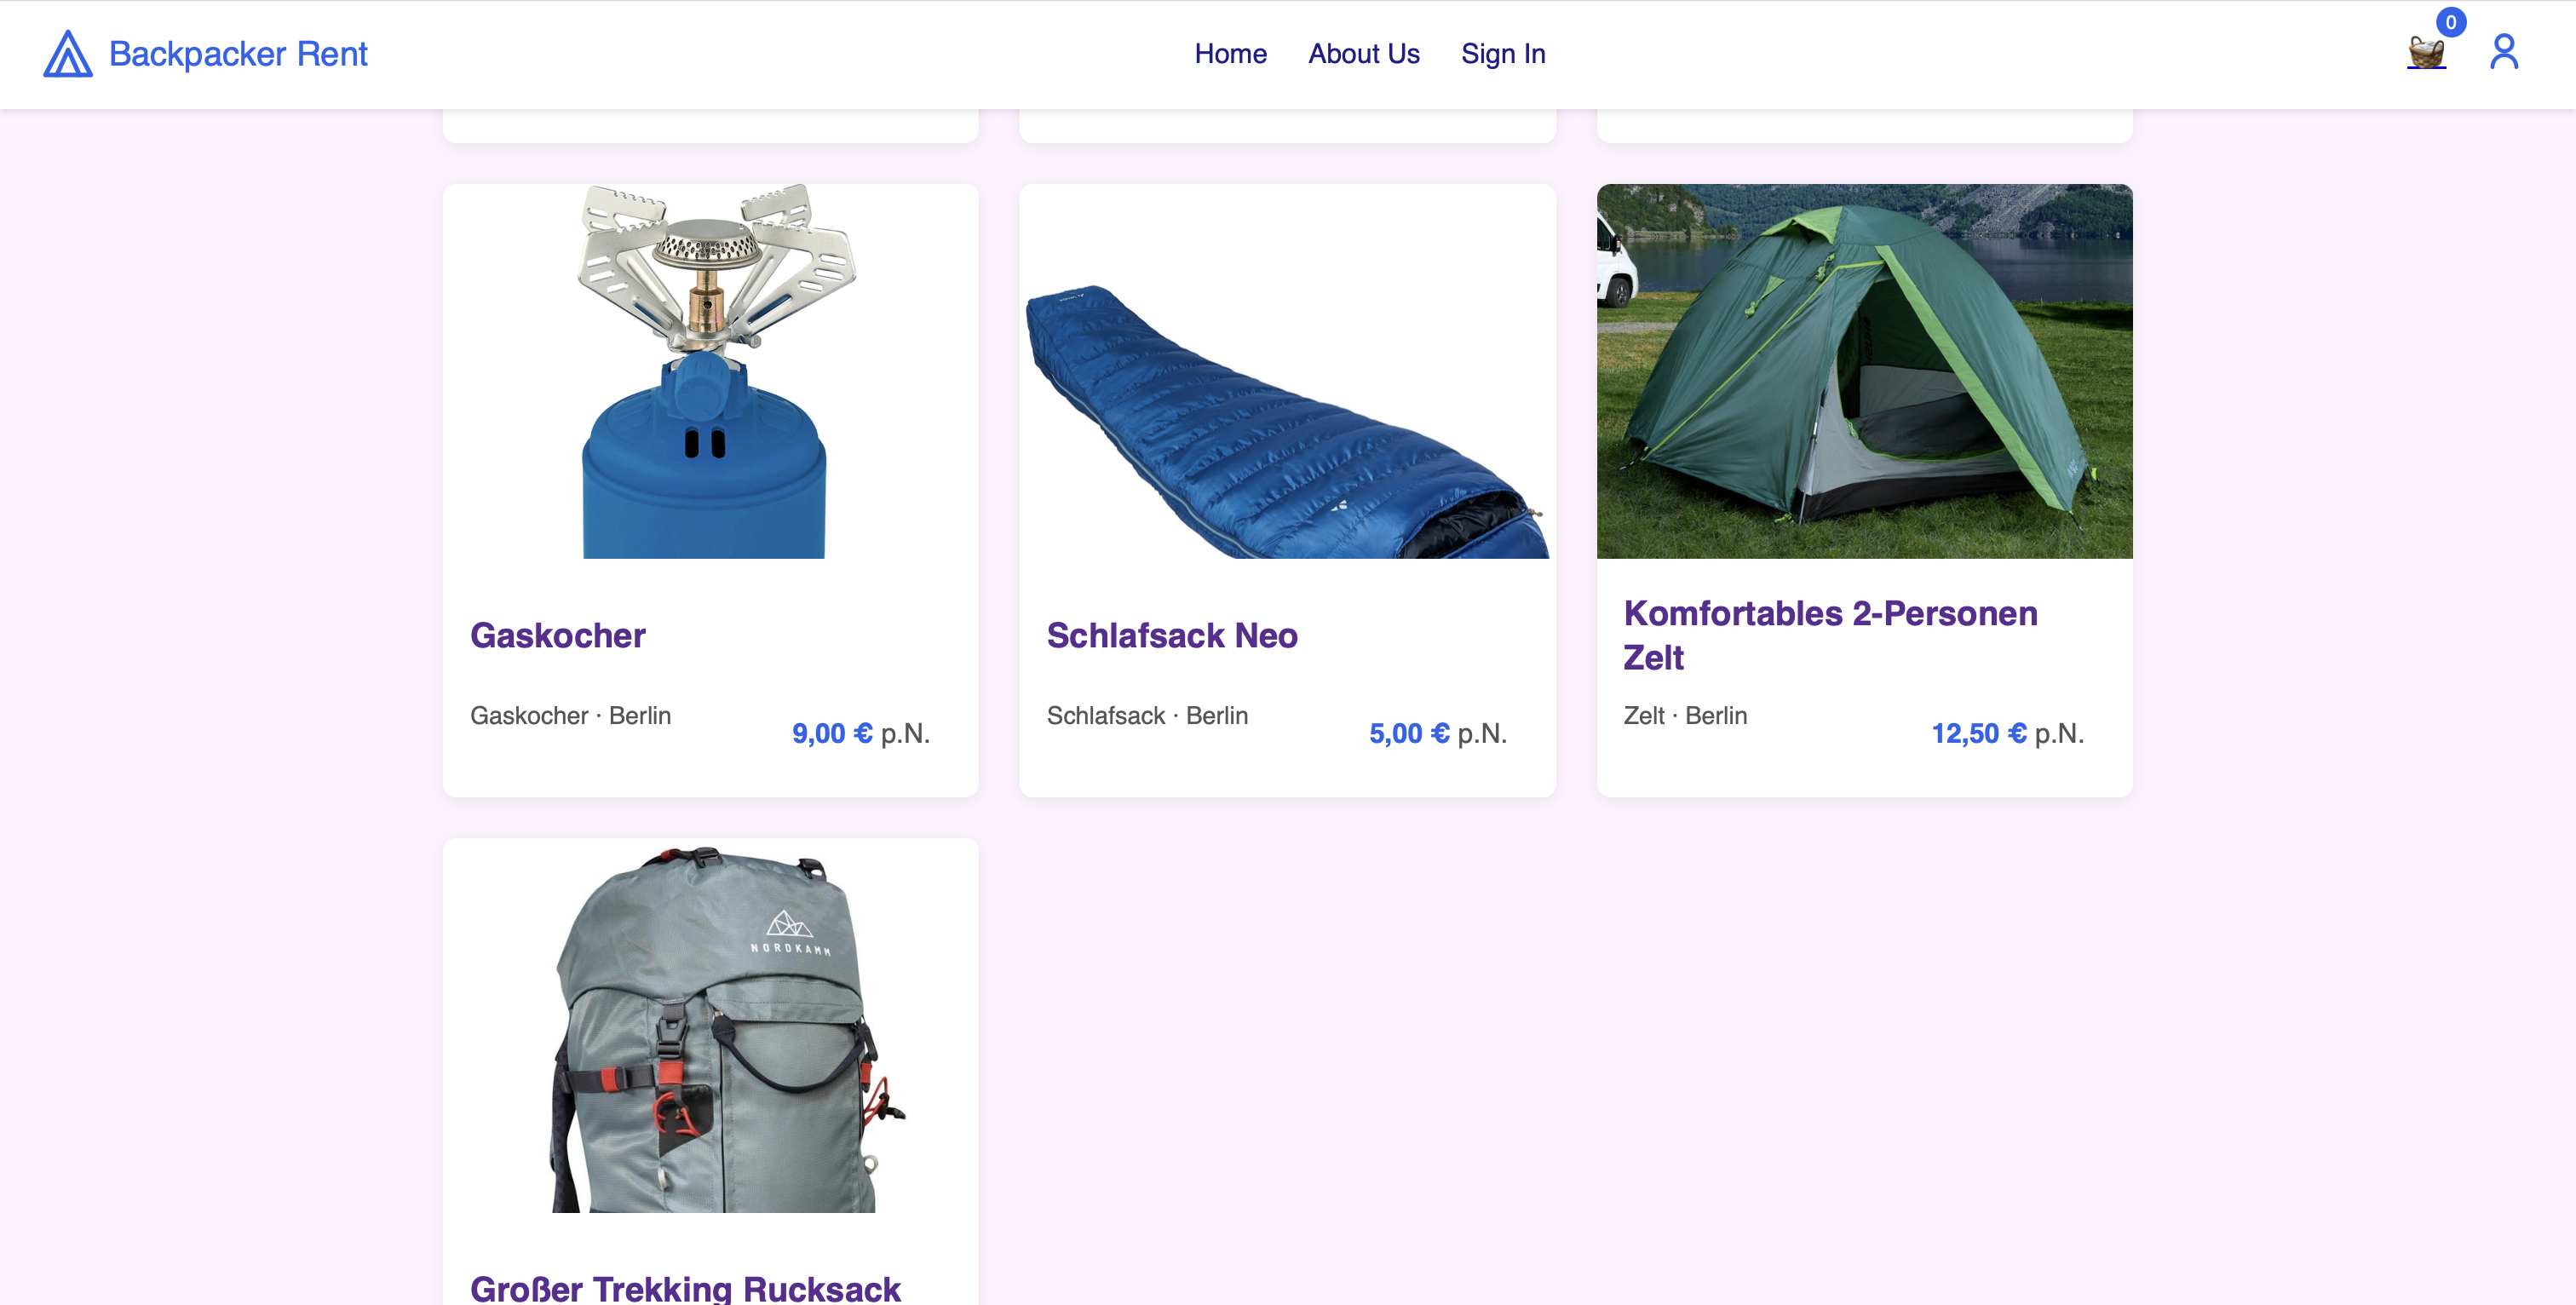 Backpacker Rent
Home
About Us
Sign In
0
Gaskocher
Gaskocher · Berlin
9,00 € p.N.
Schlafsack Neo
Schlafsack · Berlin
5,00 € p.N.
Komfortables 2-Personen
Zelt
Zelt · Berlin
12,50 € p.N.
NORDKAMM
Großer Trekking Rucksack